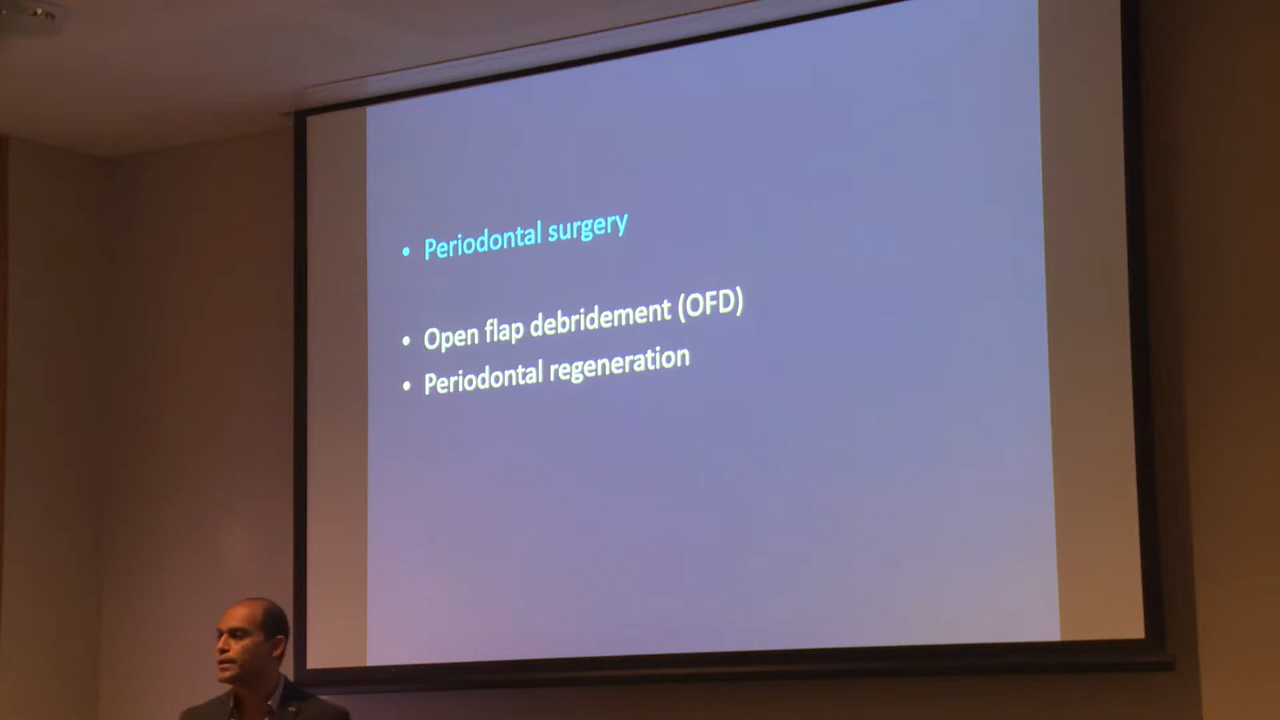 • Periodontal surgery
• Open flap debridement (OFD)
• Periodontal regeneration